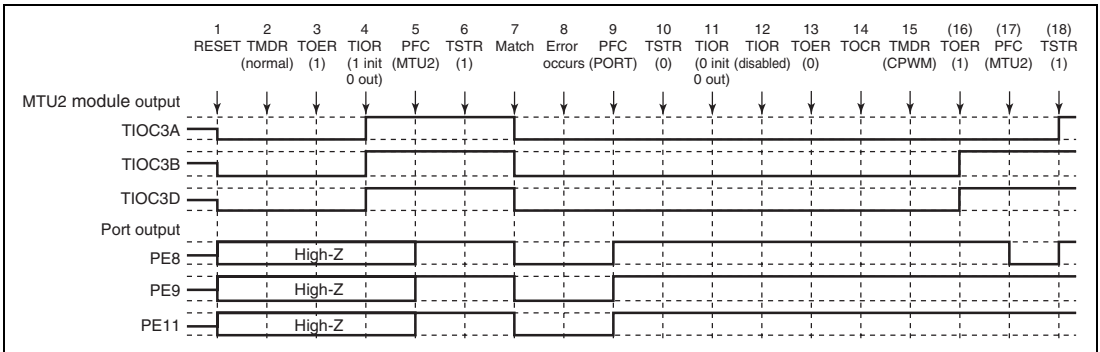 1 2 3 4 5 6 7 8 9 10 11 12 13 14 15 (16) (17) (18)
RESET TMDR TOER TIOR PFC TSTR Match Error PFC TSTR TIOR TIOR TOER TOCR TMDR TOER PFC TSTR
(normal) (1) (1 init (MTU2) (1) occurs (PORT) (0) (0 init (disabled) (0) (CPWM) (1) (MTU2) (1)
0 out) 0 out)
MTU2 module output
TIOC3A
TIOC3B
TIOC3D
Port output
PE8 High-Z
PE9 High-Z
PE11 High-Z